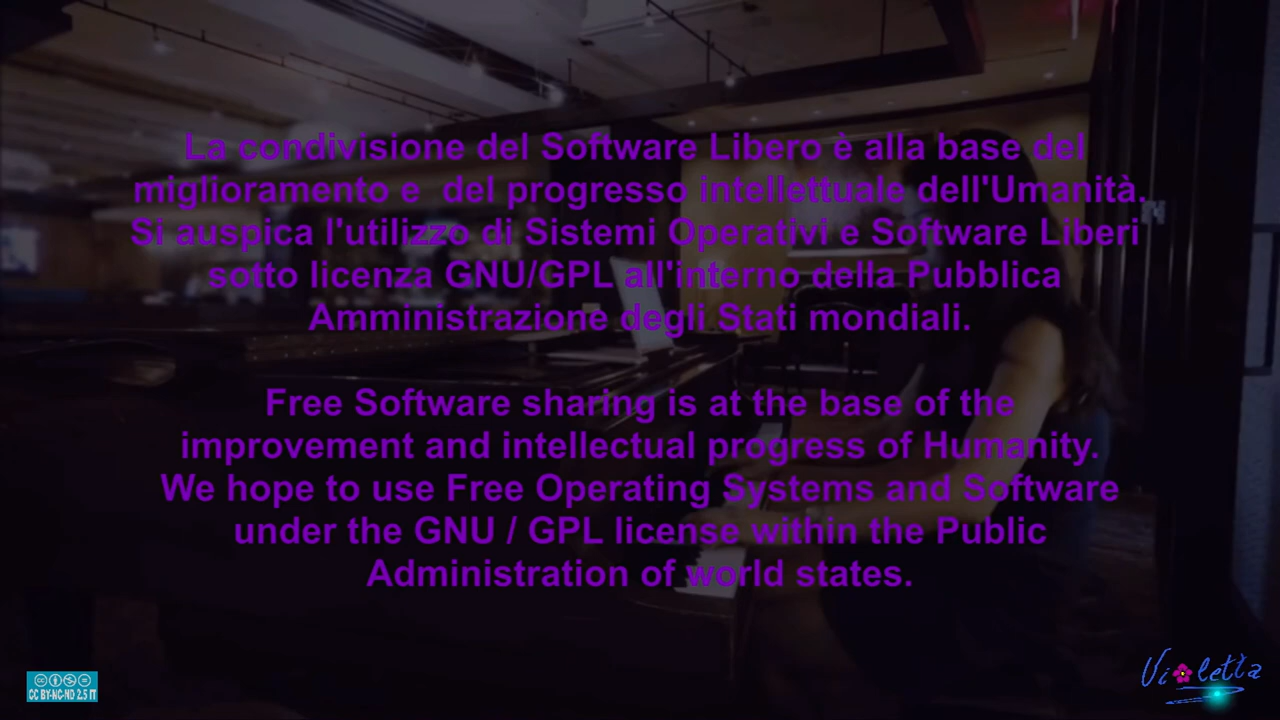 La condivisione del Software Libero è alla base del
miglioramento e  del progresso intellettuale dell'Umanità.
Si auspica l'utilizzo di Sistemi Operativi e Software Liberi
sotto licenza GNU/GPL all'interno della Pubblica
Amministrazione degli Stati mondiali.
Free Software sharing is at the base of the
improvement and intellectual progress of Humanity.
We hope to use Free Operating Systems and Software
under the GNU / GPL license within the Public
Administration of world states.
CC BY-NC-ND 2.5 IT
Violetta